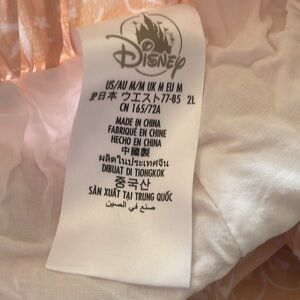 Disney
US/AU M/M UK M EU M
JP 日本 ウエスト77-85 2L
CN 165/72A
MADE IN CHINA
FABRIQUÉ EN CHINE
HECHO EN CHINA
中國製
ผลิตในประเทศจีน
DIBUAT DI TIONGKOK
중국산
SẢN XUẤT TẠI TRUNG QUỐC
صنع في الصين